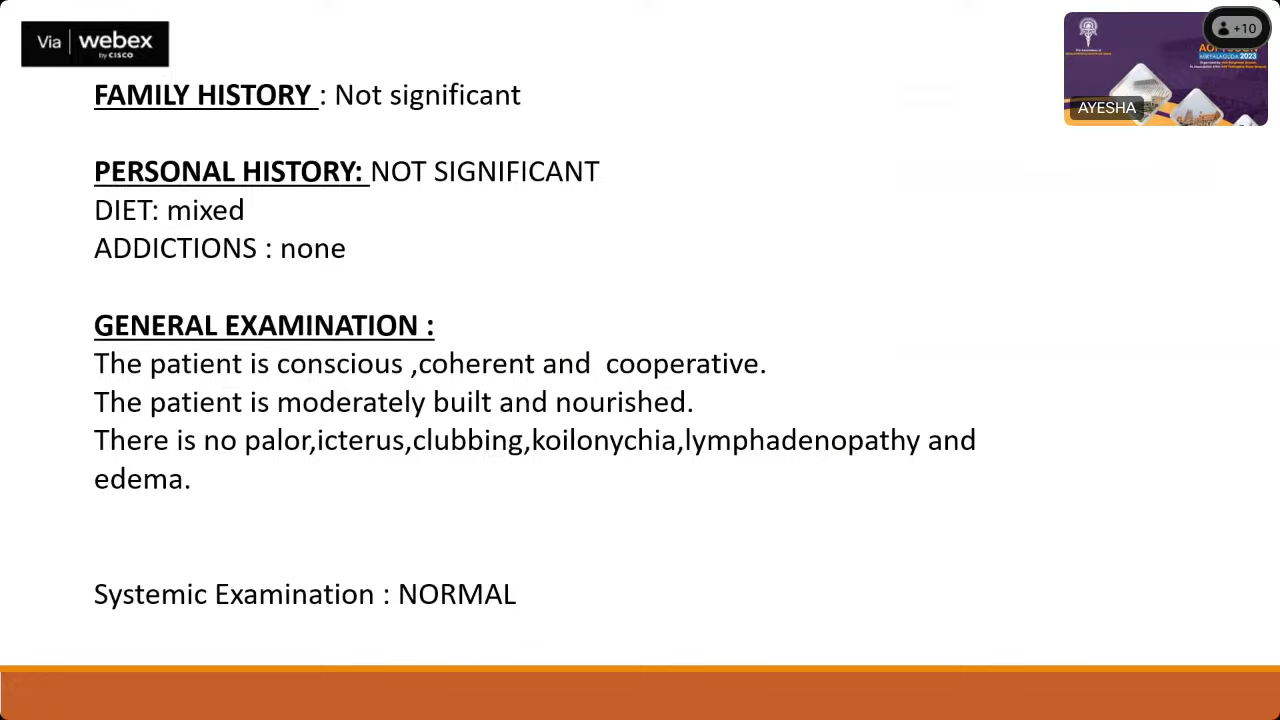 Via webex
by CISCO
+10
AYESHA
FAMILY HISTORY : Not significant
PERSONAL HISTORY: NOT SIGNIFICANT
DIET: mixed
ADDICTIONS : none
GENERAL EXAMINATION :
The patient is conscious ,coherent and  cooperative.
The patient is moderately built and nourished.
There is no palor,icterus,clubbing,koilonychia,lymphadenopathy and
edema.
Systemic Examination : NORMAL